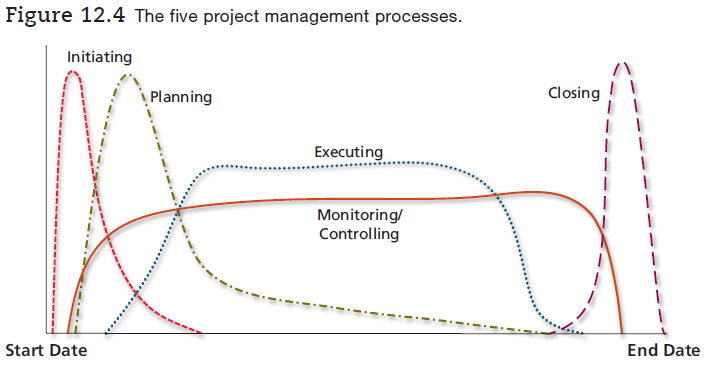 Figure 12.4 The five project management processes.
Initiating
Planning
Closing
Executing
Monitoring/
Controlling
Start Date
End Date